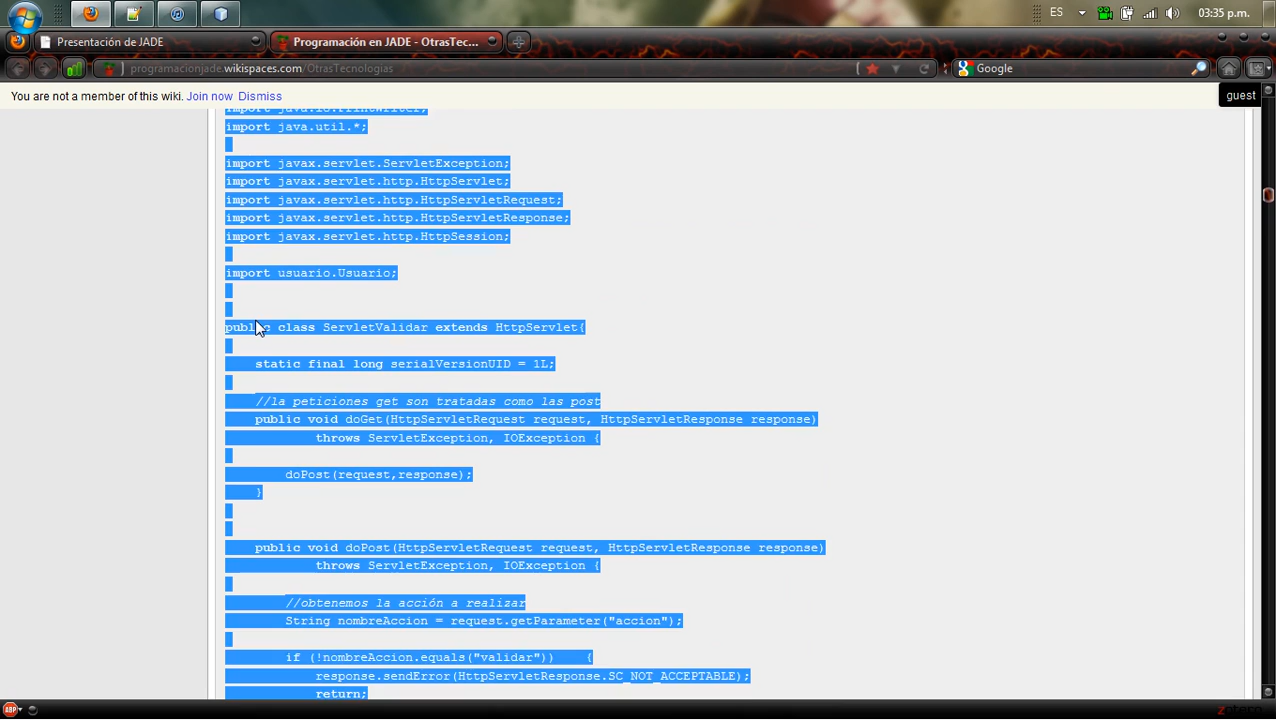 ES
03:35 p.m.
Presentación de JADE
Programación en JADE - OtrasTec...
programacionjade.wikispaces.com/OtrasTecnologias
Google
You are not a member of this wiki. Join now Dismiss
guest
import java.io.PrintWriter;
import java.util.*;
import javax.servlet.ServletException;
import javax.servlet.http.HttpServlet;
import javax.servlet.http.HttpServletRequest;
import javax.servlet.http.HttpServletResponse;
import javax.servlet.http.HttpSession;
import usuario.Usuario;
public class ServletValidar extends HttpServlet{
static final long serialVersionUID = 1L;
//la peticiones get son tratadas como las post
public void doGet(HttpServletRequest request, HttpServletResponse response)
throws ServletException, IOException {
doPost(request,response);
}
public void doPost(HttpServletRequest request, HttpServletResponse response)
throws ServletException, IOException {
//obtenemos la acción a realizar
String nombreAccion = request.getParameter("accion");
if (!nombreAccion.equals("validar")) {
response.sendError(HttpServletResponse.SC_NOT_ACCEPTABLE);
return;
ABP
zotero